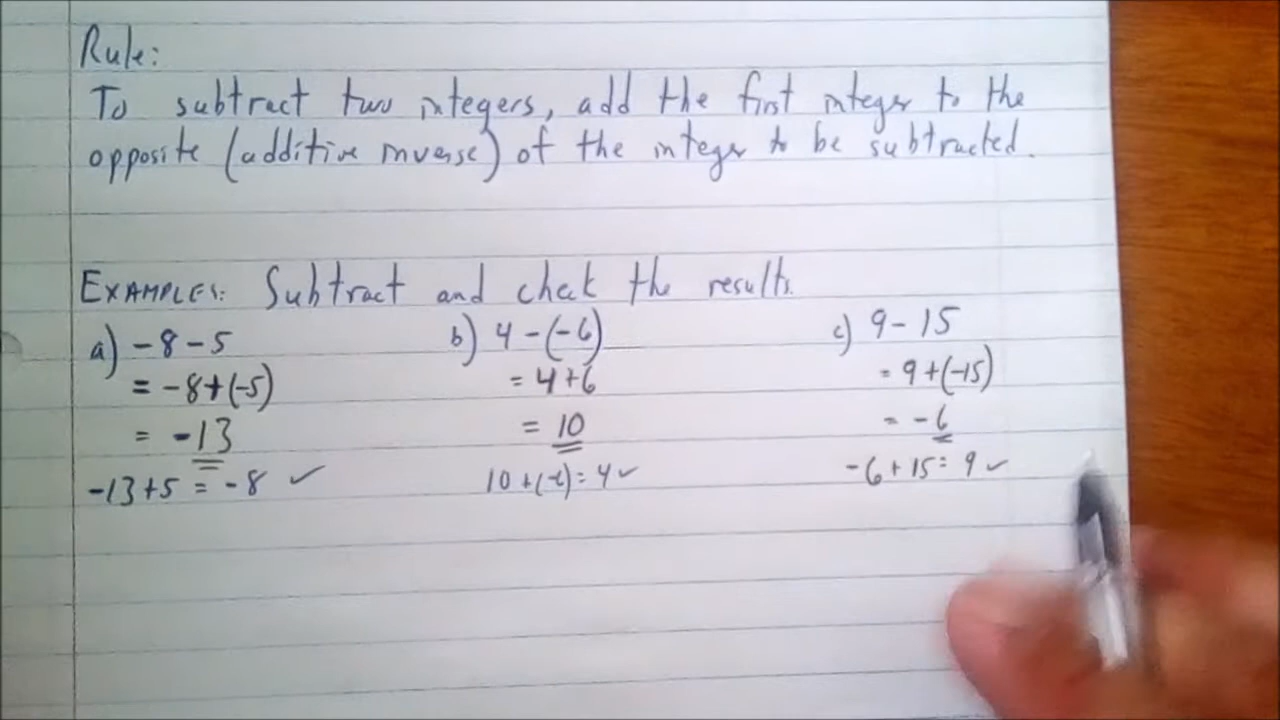 Rule:
To subtract two integers, add the first integer to the
opposite (additive inverse) of the integer to be subtracted.
EXAMPLES: Subtract and check the results.
a) -8-5
= -8+(-5)
= -13
-13+5 = -8 ✓
b) 4-(-6)
= 4+6
= 10
10+(-6)=4 ✓
c) 9-15
= 9+(-15)
= -6
-6+15=9 ✓